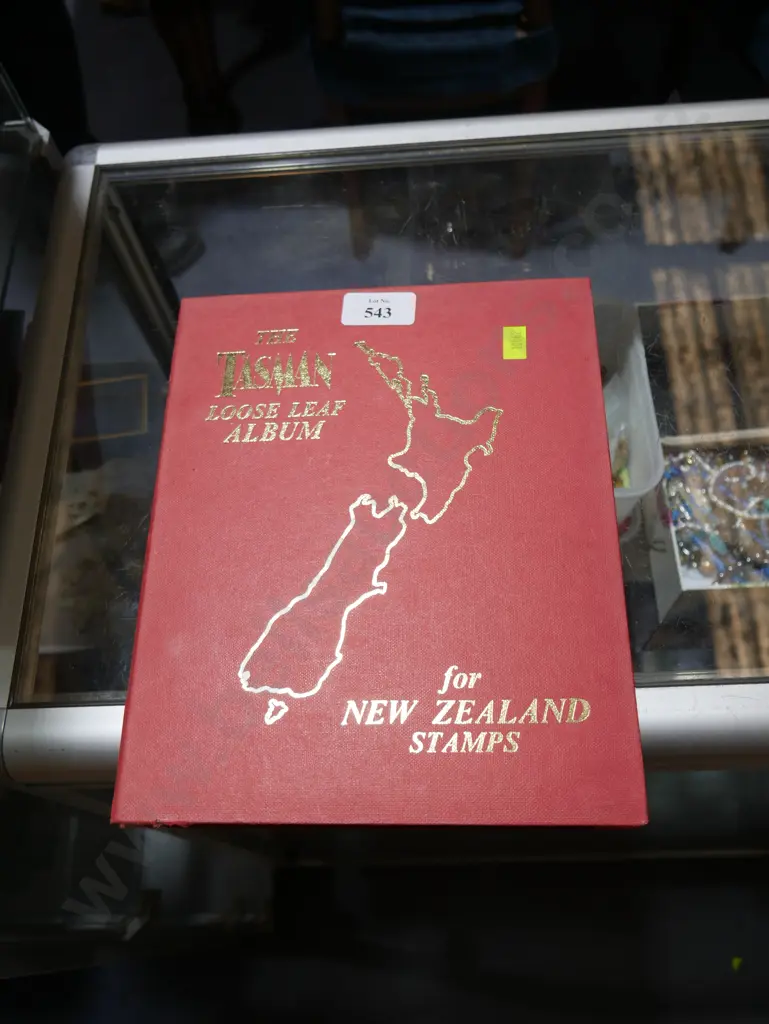 Lot No.
543
THE
TASMAN
LOOSE LEAF
ALBUM
for
NEW ZEALAND
STAMPS